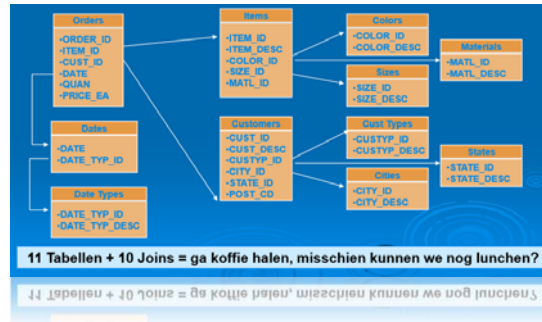 Orders
-ORDER_ID
-ITEM_ID
-CUST_ID
-DATE
-QUAN
-PRICE_EA
Items
-ITEM_ID
-ITEM_DESC
-COLOR_ID
-SIZE_ID
-MATL_ID
Colors
-COLOR_ID
-COLOR_DESC
Materials
-MATL_ID
-MATL_DESC
Sizes
-SIZE_ID
-SIZE_DESC
Dates
-DATE
-DATE_TYP_ID
Customers
-CUST_ID
-CUST_DESC
-CUSTYP_ID
-CITY_ID
-STATE_ID
-POST_CD
Cust Types
-CUSTYP_ID
-CUSTYP_DESC
States
-STATE_ID
-STATE_DESC
Date Types
-DATE_TYP_ID
-DATE_TYP_DESC
Cities
-CITY_ID
-CITY_DESC
11 Tabellen + 10 Joins = ga koffie halen, misschien kunnen we nog lunchen?